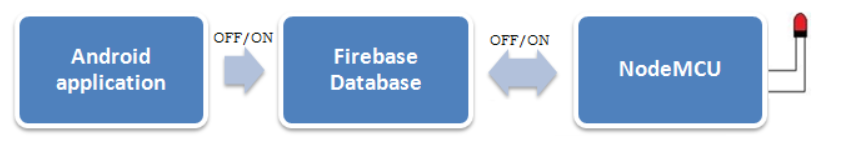 Android
application
OFF/ON
Firebase
Database
OFF/ON
NodeMCU